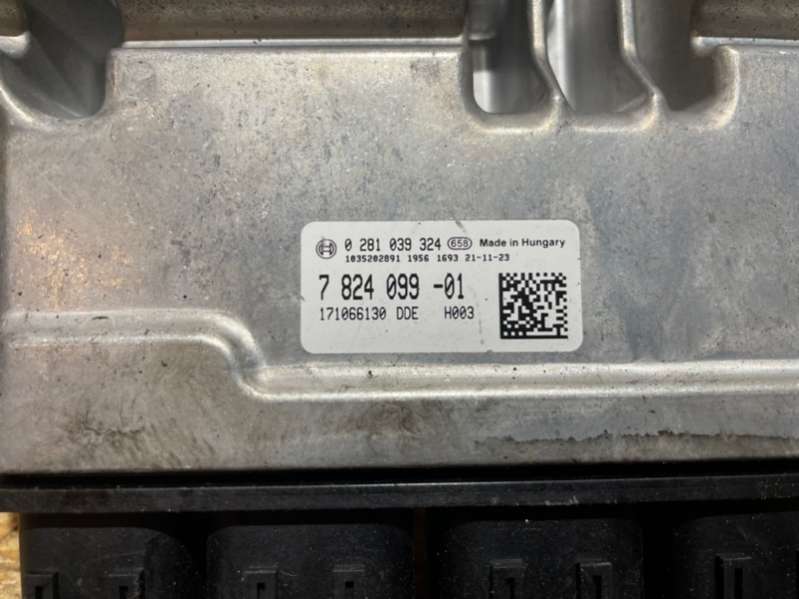 0 281 039 324 658 Made in Hungary
1035202891 1956 1693 21-11-23
7 824 099 -01
171066130 DDE H003